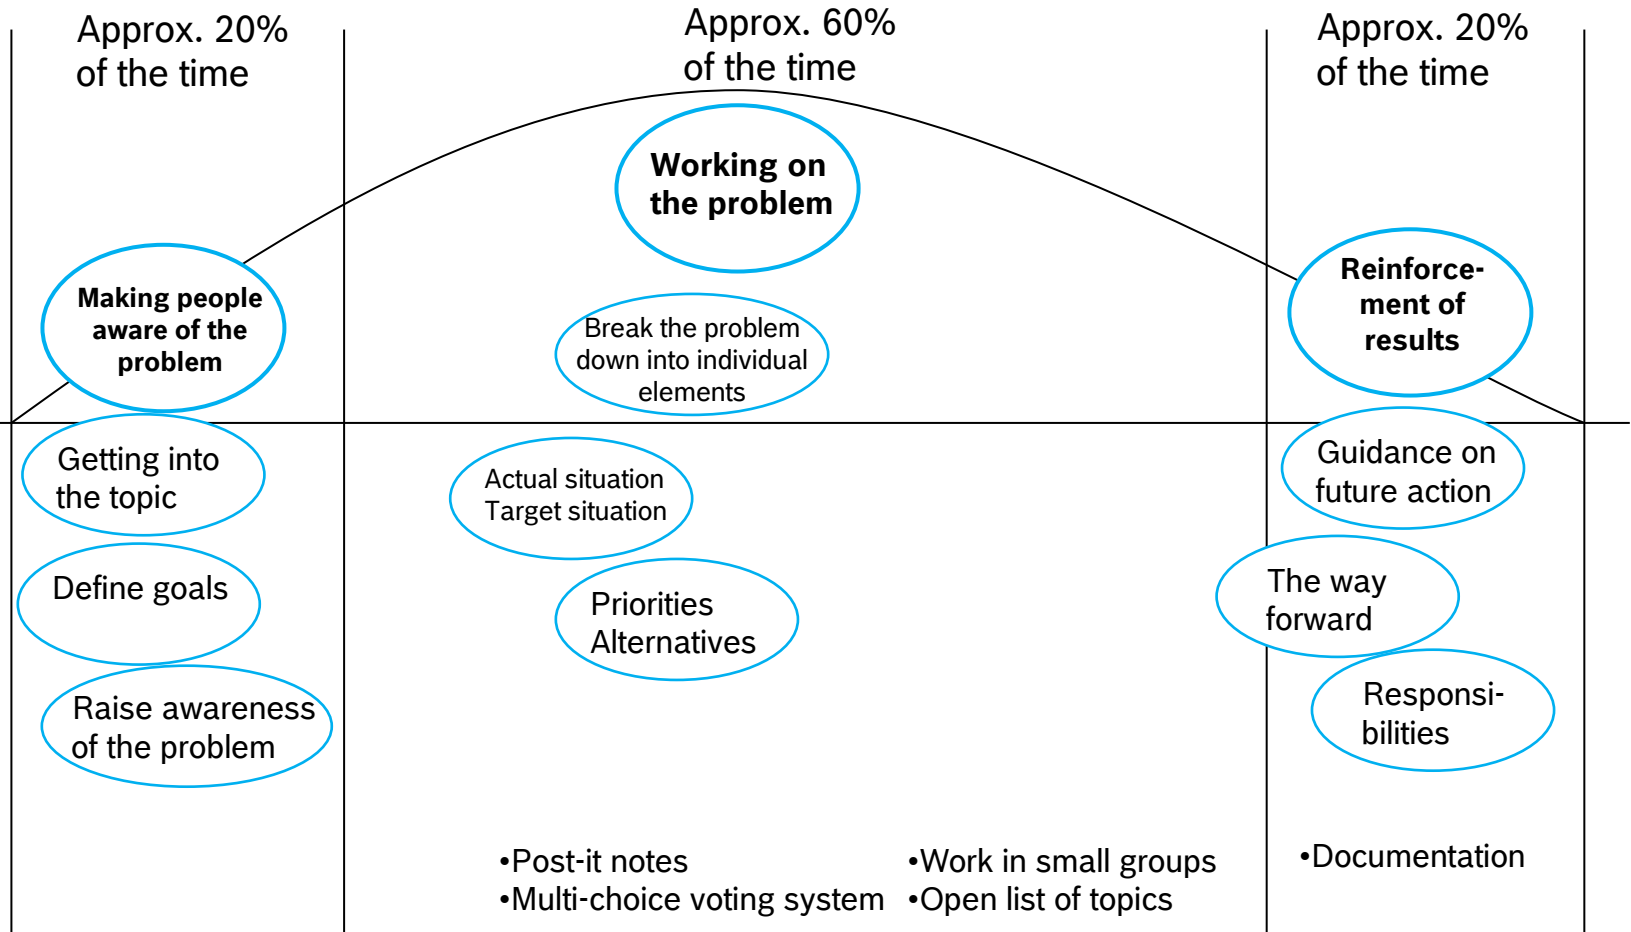 Approx. 20%
of the time
Approx. 60%
of the time
Approx. 20%
of the time
Making people
aware of the
problem
Getting into
the topic
Define goals
Raise awareness
of the problem
Working on
the problem
Break the problem
down into individual
elements
Actual situation
Target situation
Priorities
Alternatives
•Post-it notes
•Multi-choice voting system
•Work in small groups
•Open list of topics
Reinforce-
ment of
results
Guidance on
future action
The way
forward
Responsi-
bilities
•Documentation